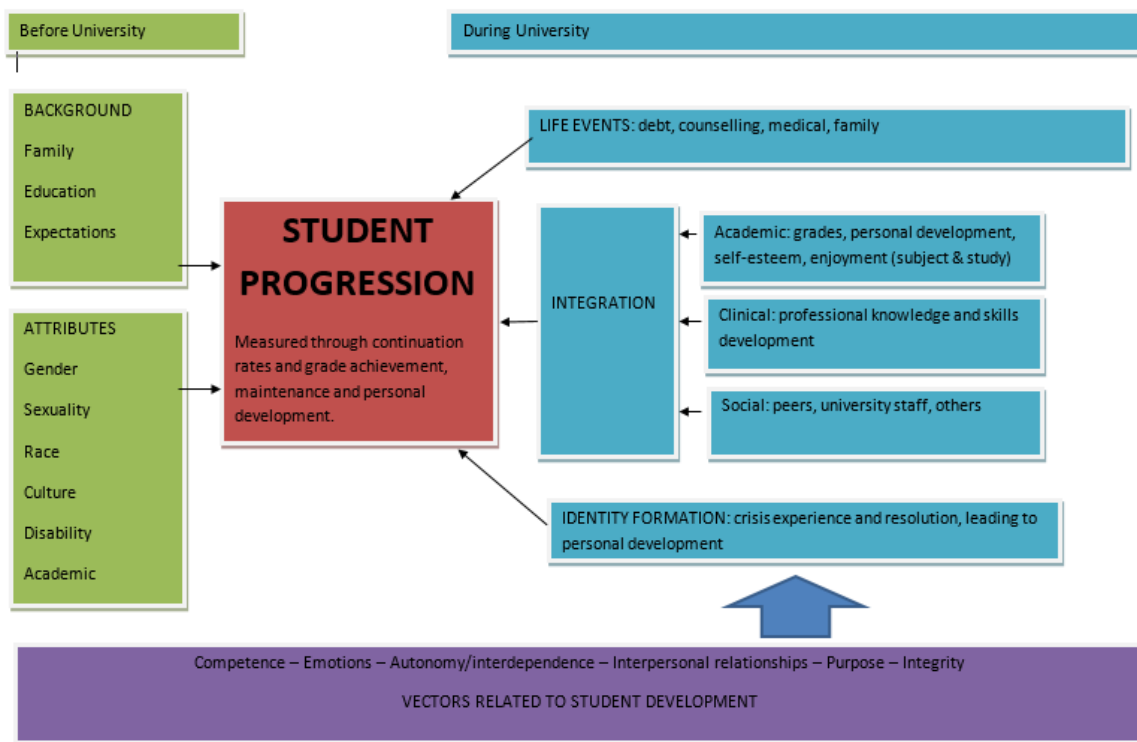 Before University
During University
BACKGROUND
Family
Education
Expectations
ATTRIBUTES
Gender
Sexuality
Race
Culture
Disability
Academic
STUDENT
PROGRESSION
Measured through continuation
rates and grade achievement,
maintenance and personal
development.
LIFE EVENTS: debt, counselling, medical, family
INTEGRATION
Academic: grades, personal development,
self-esteem, enjoyment (subject & study)
Clinical: professional knowledge and skills
development
Social: peers, university staff, others
IDENTITY FORMATION: crisis experience and resolution, leading to
personal development
Competence – Emotions – Autonomy/interdependence – Interpersonal relationships – Purpose – Integrity
VECTORS RELATED TO STUDENT DEVELOPMENT